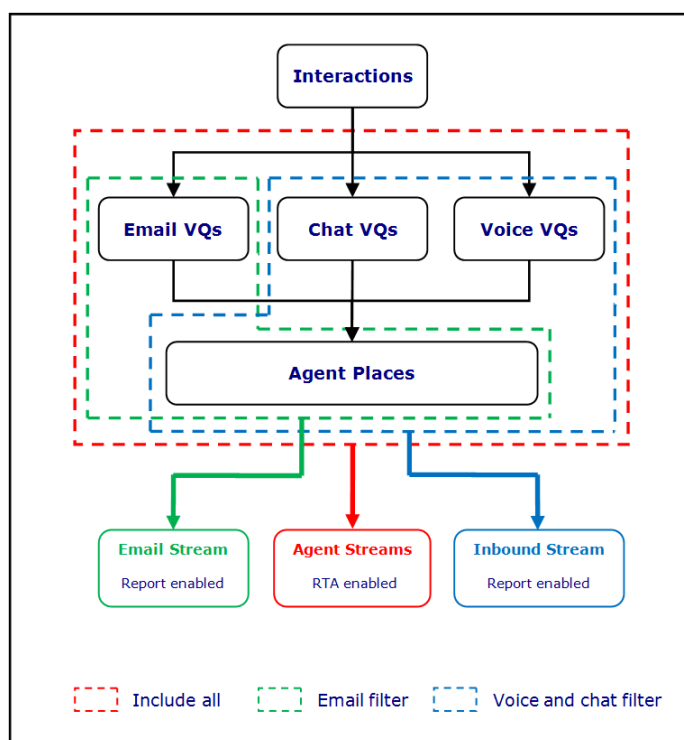 Interactions
Email VQs
Chat VQs
Voice VQs
Agent Places
Email Stream
Report enabled
Agent Streams
RTA enabled
Inbound Stream
Report enabled
Include all
Email filter
Voice and chat filter